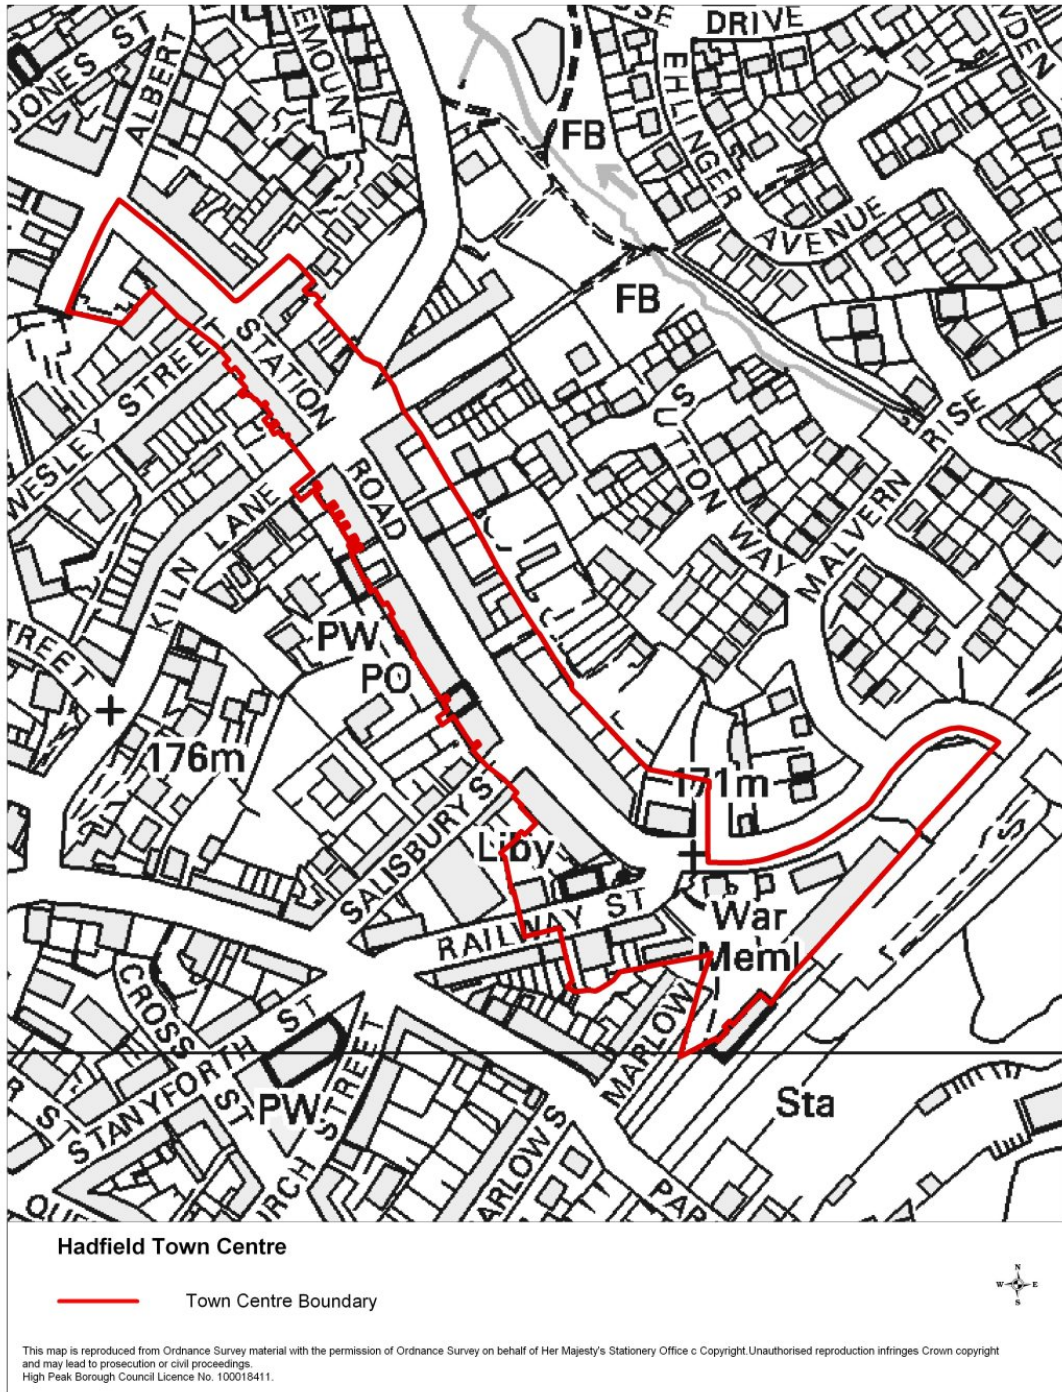 JONES ST
ALBERT
EMOUNT
USE
DRIVE
EHLINGER
AVENUE
FB
FB
STATION
ROAD
WESLEY STREET
KILN LANE
SUTTON WAY
MALVERN RISE
PW
PO
176m
171m
SALISBURY ST
Liby
RAILWAY ST
War
Meml
MARLOW
CROSS ST
STANYFORTH ST
STREET
PW
Sta
Hadfield Town Centre
Town Centre Boundary
N
W E
S
This map is reproduced from Ordnance Survey material with the permission of Ordnance Survey on behalf of Her Majesty's Stationery Office c Copyright.Unauthorised reproduction infringes Crown copyright
and may lead to prosecution or civil proceedings.
High Peak Borough Council Licence No. 100018411.